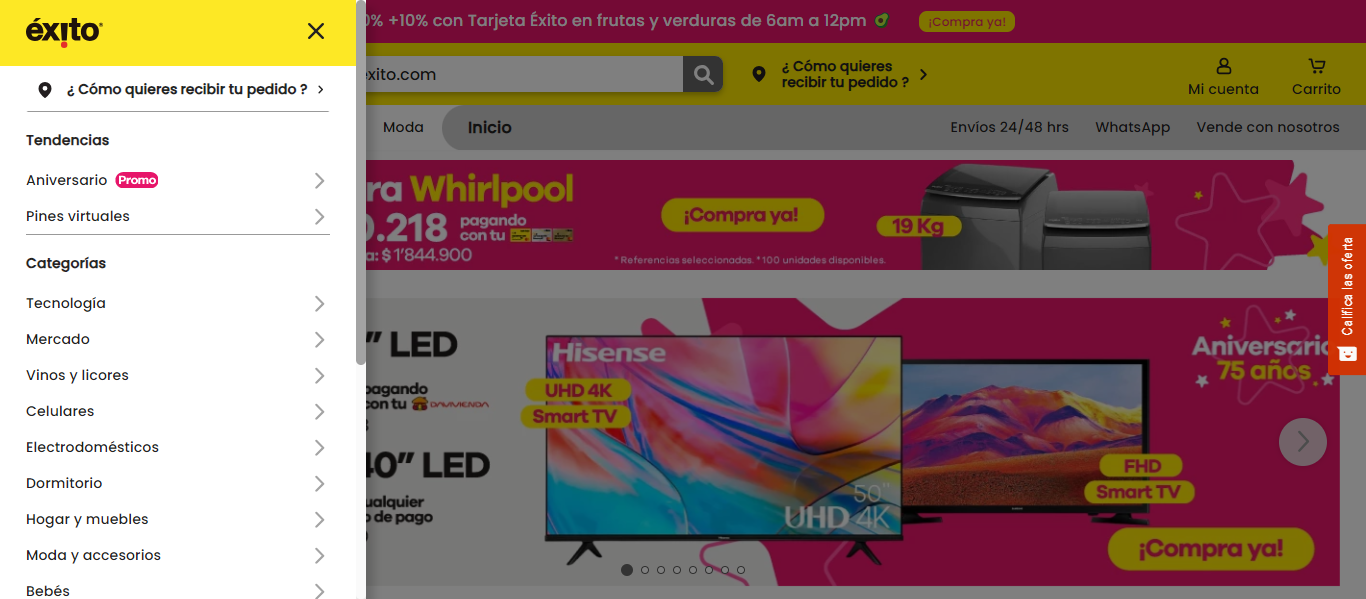 éxito
¿ Cómo quieres recibir tu pedido ?
Tendencias
Aniversario Promo
Pines virtuales
Categorías
Tecnología
Mercado
Vinos y licores
Celulares
Electrodomésticos
Dormitorio
Hogar y muebles
Moda y accesorios
Bebés
0% +10% con Tarjeta Éxito en frutas y verduras de 6am a 12pm
¡Compra ya!
exito.com
¿ Cómo quieres
recibir tu pedido ?
Mi cuenta
Carrito
Moda
Inicio
Envíos 24/48 hrs
WhatsApp
Vende con nosotros
ra Whirlpool
0.218 pagando
con tu
a: $ 1'844.900
¡Compra ya!
19 Kg
* Referencias seleccionadas. *100 unidades disponibles.
Califica las oferta
" LED
pagando
con tu DAVIVIENDA
40" LED
ualquier
o de pago
Hisense
UHD 4K
Smart TV
50"
UHD 4K
FHD
Smart TV
Aniversario
75 años
¡Compra ya!